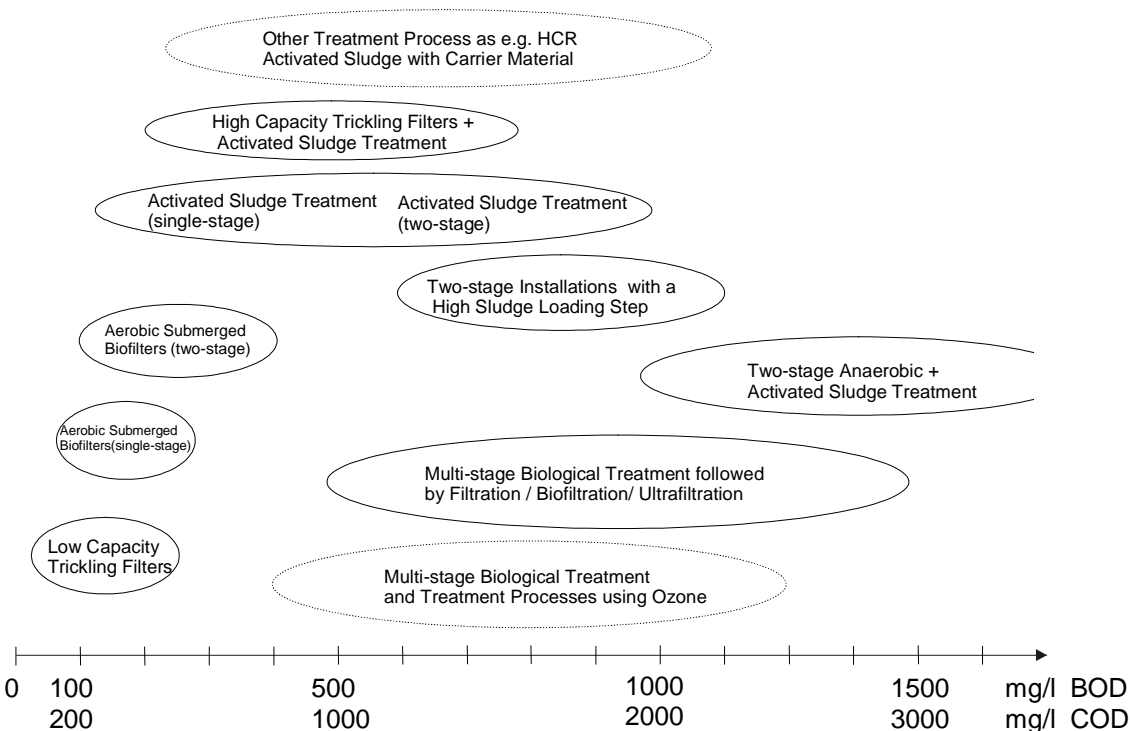 Other Treatment Process as e.g. HCR
Activated Sludge with Carrier Material
High Capacity Trickling Filters +
Activated Sludge Treatment
Activated Sludge Treatment
(single-stage)
Activated Sludge Treatment
(two-stage)
Two-stage Installations with a
High Sludge Loading Step
Aerobic Submerged
Biofilters (two-stage)
Two-stage Anaerobic +
Activated Sludge Treatment
Aerobic Submerged
Biofilters(single-stage)
Multi-stage Biological Treatment followed
by Filtration / Biofiltration/ Ultrafiltration
Low Capacity
Trickling Filters
Multi-stage Biological Treatment
and Treatment Processes using Ozone
0 100 500 1000 1500 mg/l BOD
200 1000 2000 3000 mg/l COD